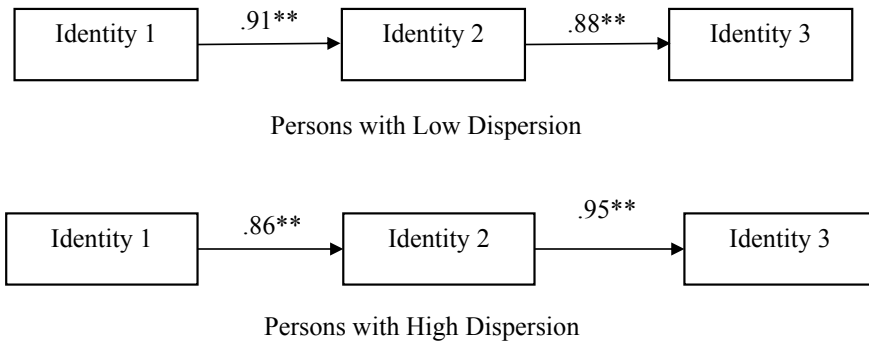 .91**
.88**
Identity 1
Identity 2
Identity 3
Persons with Low Dispersion
.95**
.86**
Identity 1
Identity 2
Identity 3
Persons with High Dispersion